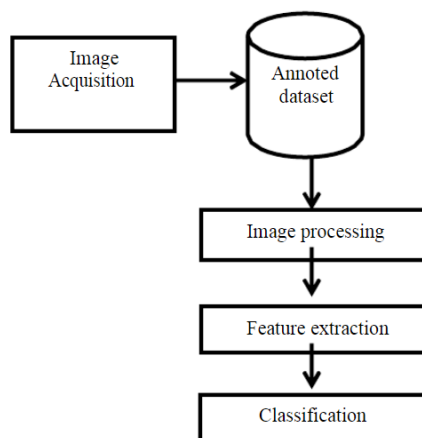 Image
Acquisition
Annoted
dataset
Image processing
Feature extraction
Classification